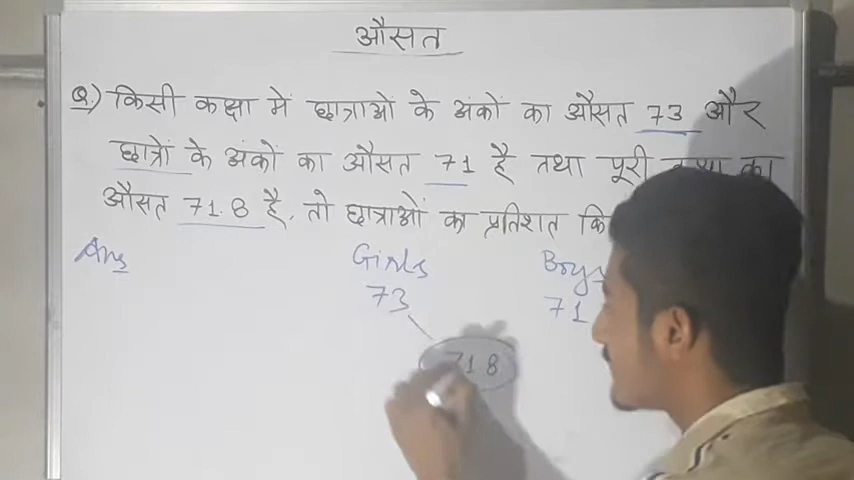 औसत
Q.) किसी कक्षा में छात्राओं के अंकों का औसत 73 और
छात्रों के अंकों का औसत 71 है तथा पूरी का
औसत 71.8 है, तो छात्राओं का प्रतिशत
Ans Girls Boys
73 71
71.8